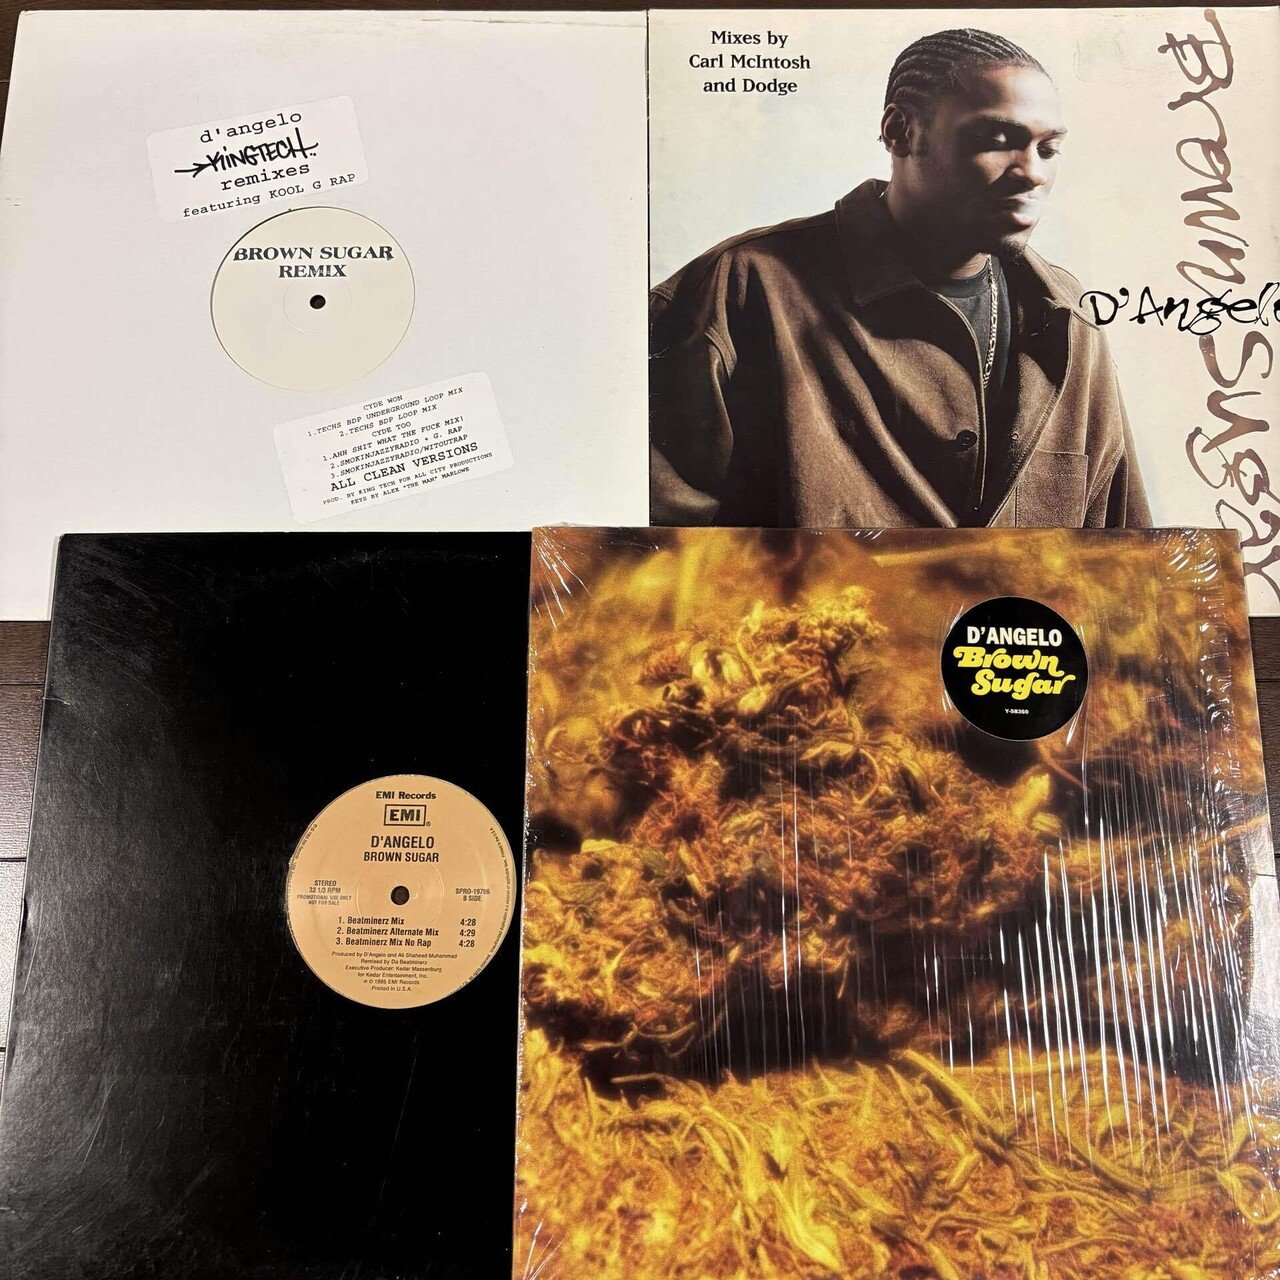 d'angelo
KINGTECH
remixes
featuring KOOL G RAP
BROWN SUGAR
REMIX
CYDE WON
1.TECHS BDP UNDERGROUND LOOP MIX
2.TECHS BDP LOOP MIX
CYDE TOO
1.AHH SHIT WHAT THE FUCK MIX!
2.SMOKINJAZZYRADIO + G. RAP
3.SMOKINJAZZYRADIO/WITOUTRAP
ALL CLEAN VERSIONS
PROD. BY KING TECH FOR ALL CITY PRODUCTIONS
KEYS BY ALEX "THE MAN" MARLOWE
Mixes by
Carl McIntosh
and Dodge
Brown Sugar
D'Angelo
EMI Records
EMI®
D'ANGELO
BROWN SUGAR
STEREO
33 1/3 RPM
PROMOTIONAL USE ONLY
NOT FOR SALE
SPRO-19766
B SIDE
1. Beatminerz Mix 4:28
2. Beatminerz Alternate Mix 4:29
3. Beatminerz Mix No Rap 4:28
Produced by D'Angelo and Ali Shaheed Muhammad
Remixed by Da Beatminerz
Executive Producer: Kedar Massenburg
for Kedar Entertainment, Inc.
℗ © 1995 EMI Records.
Printed in U.S.A.
D'ANGELO
Brown
Sugar
Y-58360